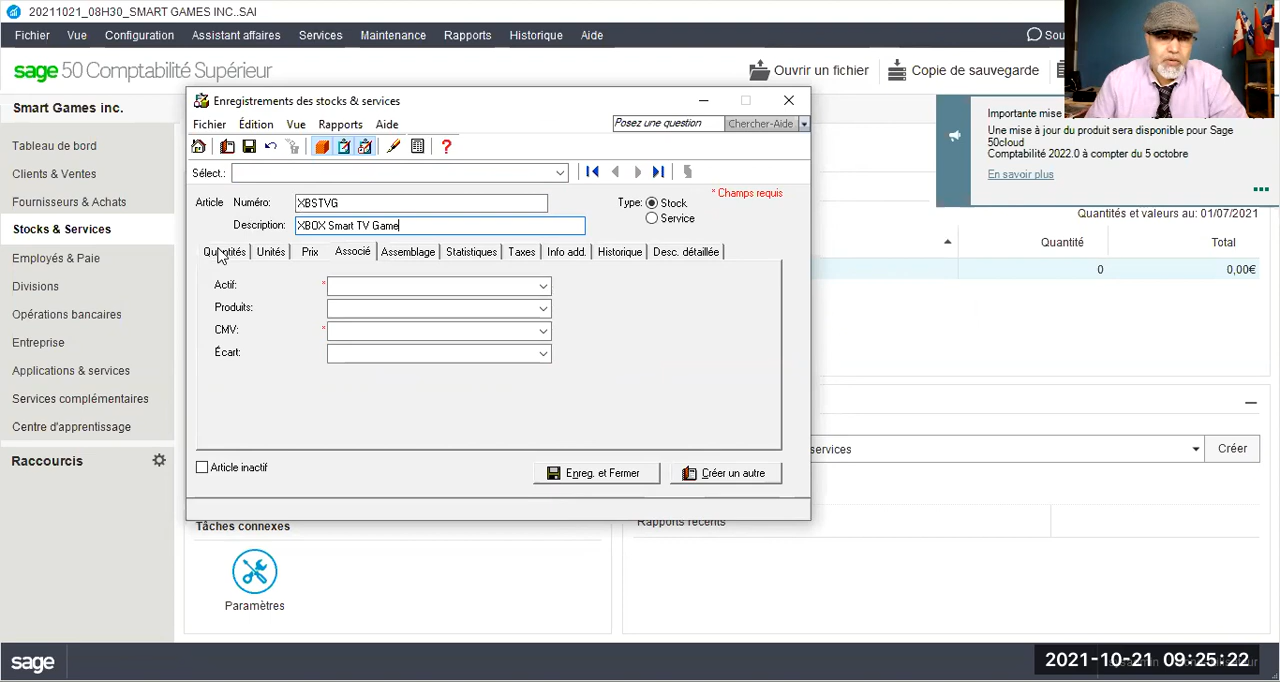 20211021_08H30_SMART GAMES INC..SAI
Fichier Vue Configuration Assistant affaires Services Maintenance Rapports Historique Aide Sou
sage 50 Comptabilité Supérieur
Ouvrir un fichier Copie de sauvegarde
Smart Games inc.
Tableau de bord
Clients & Ventes
Fournisseurs & Achats
Stocks & Services
Employés & Paie
Divisions
Opérations bancaires
Entreprise
Applications & services
Services complémentaires
Centre d'apprentissage
Raccourcis
Enregistrements des stocks & services
Fichier Édition Vue Rapports Aide
Posez une question Chercher-Aide
Sélect.:
* Champs requis
Article Numéro: XBSTVG
Type: Stock
Service
Description: XBOX Smart TV Game
Quantités Unités Prix Associé Assemblage Statistiques Taxes Info add. Historique Desc. détaillée
Actif: *
Produits:
CMV: *
Écart:
Article inactif
Enreg. et Fermer Créer un autre
Importante mise
Une mise à jour du produit sera disponible pour Sage
50cloud
Comptabilité 2022.0 à compter du 5 octobre
En savoir plus
Quantités et valeurs au: 01/07/2021
Quantité Total
0 0,00€
services Créer
Tâches connexes
Rapports récents
Paramètres
sage
2021-10-21 09:25:22